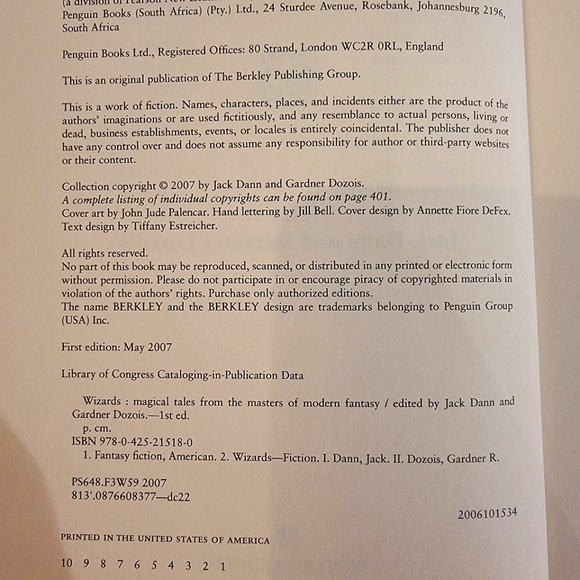 (a division of Pearson New
Penguin Books (South Africa) (Pty.) Ltd., 24 Sturdee Avenue, Rosebank, Johannesburg 2196,
South Africa
Penguin Books Ltd., Registered Offices: 80 Strand, London WC2R 0RL, England
This is an original publication of The Berkley Publishing Group.
This is a work of fiction. Names, characters, places, and incidents either are the product of the
authors' imaginations or are used fictitiously, and any resemblance to actual persons, living or
dead, business establishments, events, or locales is entirely coincidental. The publisher does not
have any control over and does not assume any responsibility for author or third-party websites
or their content.
Collection copyright © 2007 by Jack Dann and Gardner Dozois.
A complete listing of individual copyrights can be found on page 401.
Cover art by John Jude Palencar. Hand lettering by Jill Bell. Cover design by Annette Fiore DeFex.
Text design by Tiffany Estreicher.
All rights reserved.
No part of this book may be reproduced, scanned, or distributed in any printed or electronic form
without permission. Please do not participate in or encourage piracy of copyrighted materials in
violation of the authors' rights. Purchase only authorized editions.
The name BERKLEY and the BERKLEY design are trademarks belonging to Penguin Group
(USA) Inc.
First edition: May 2007
Library of Congress Cataloging-in-Publication Data
Wizards : magical tales from the masters of modern fantasy / edited by Jack Dann and
Gardner Dozois.—1st ed.
p. cm.
ISBN 978-0-425-21518-0
1. Fantasy fiction, American. 2. Wizards—Fiction. I. Dann, Jack. II. Dozois, Gardner R.
PS648.F3W59 2007
813'.0876608377—dc22
2006101534
PRINTED IN THE UNITED STATES OF AMERICA
10 9 8 7 6 5 4 3 2 1